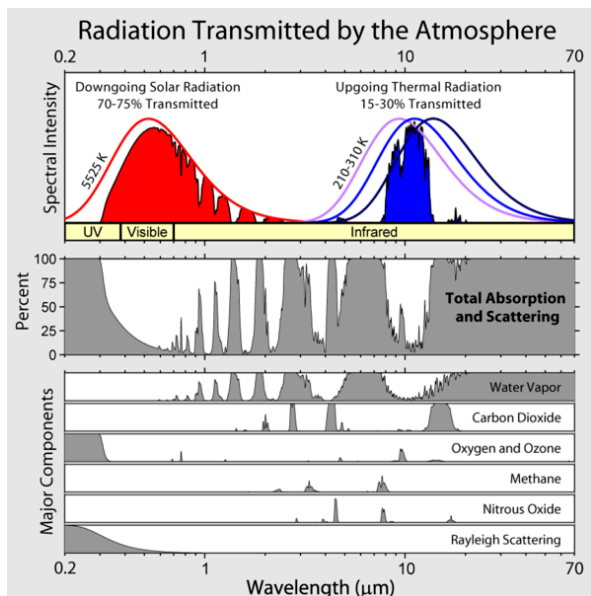 Radiation Transmitted by the Atmosphere
0.2 1 10 70
Downgoing Solar Radiation
70-75% Transmitted
Upgoing Thermal Radiation
15-30% Transmitted
Spectral Intensity
5525 K
210-310 K
UV Visible Infrared
Percent
100
75
50
25
0
Total Absorption
and Scattering
Major Components
Water Vapor
Carbon Dioxide
Oxygen and Ozone
Methane
Nitrous Oxide
Rayleigh Scattering
0.2 1 10 70
Wavelength (μm)